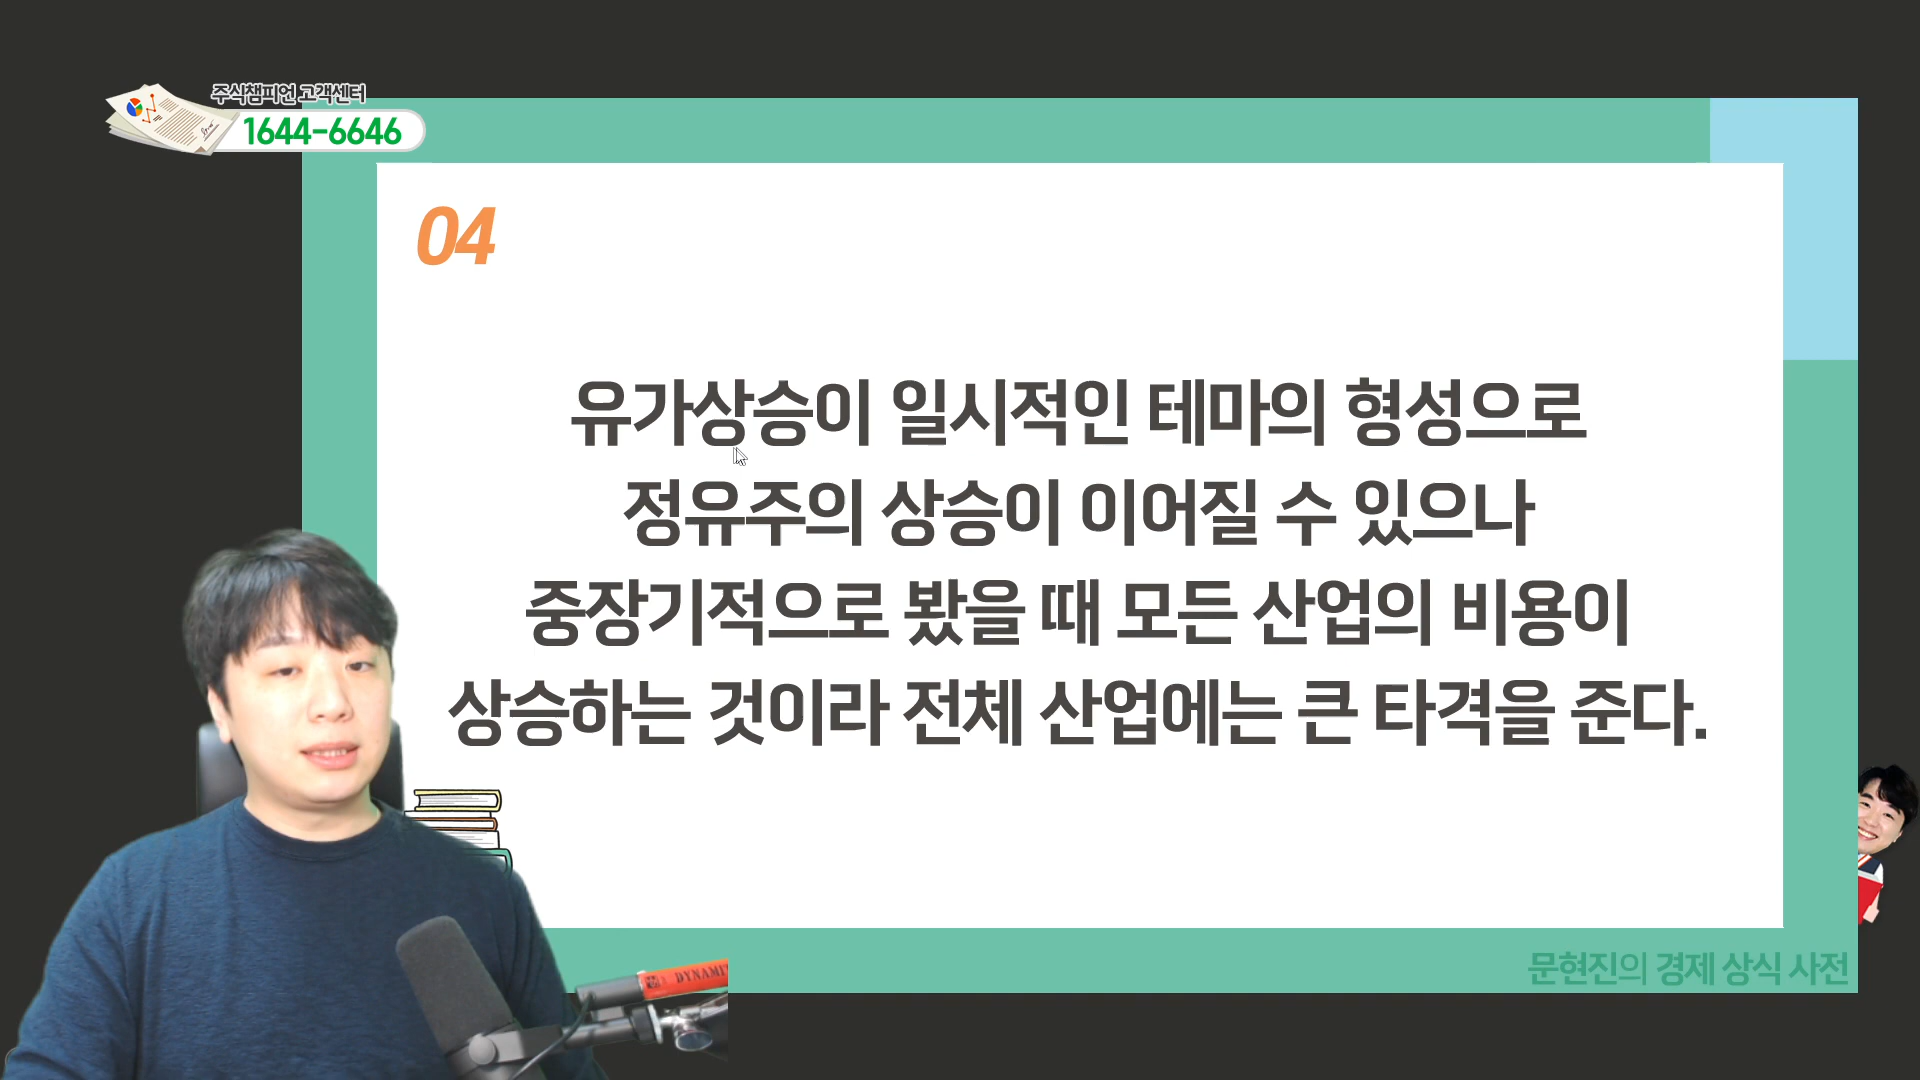 주식챔피언 고객센터
1644-6646
04
유가상승이 일시적인 테마의 형성으로
정유주의 상승이 이어질 수 있으나
중장기적으로 봤을 때 모든 산업의 비용이
상승하는 것이라 전체 산업에는 큰 타격을 준다.
문현진의 경제 상식 사전